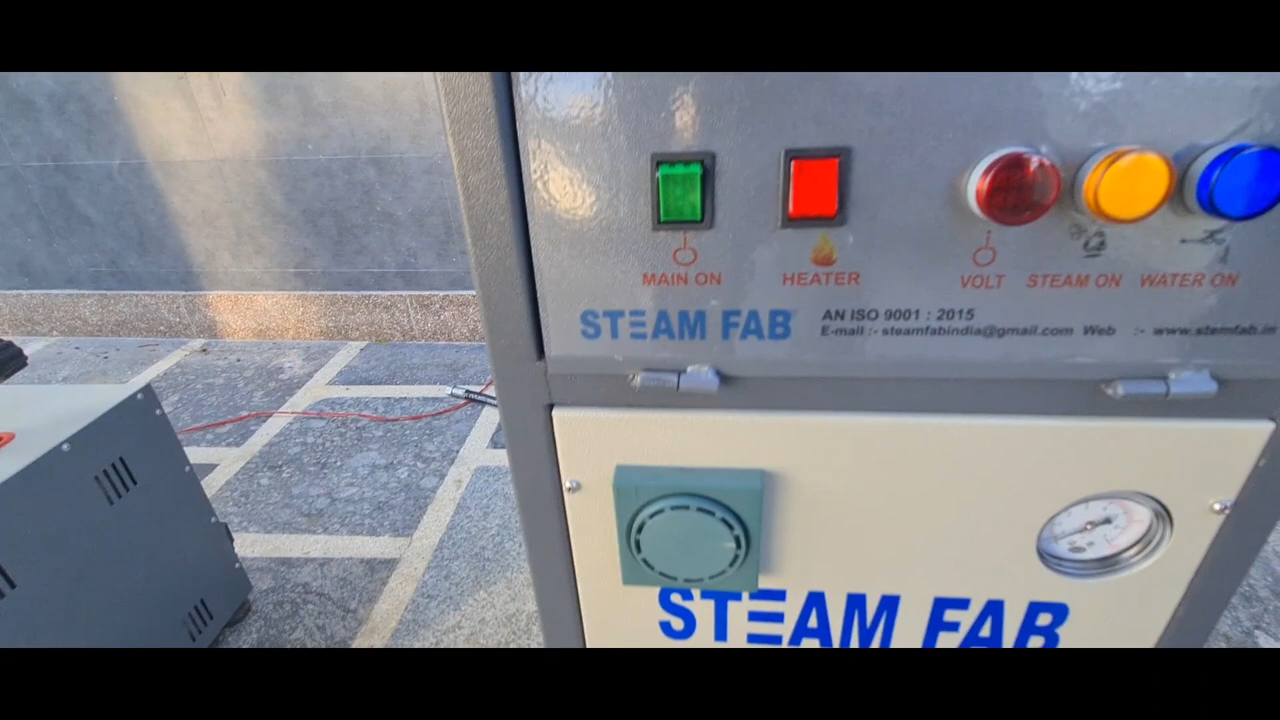 MAIN ON
HEATER
VOLT
STEAM ON
WATER ON
STEAM FAB
AN ISO 9001 : 2015
E-mail :- steamfabindia@gmail.com Web :- www.stemfab.in
STEAM FAB